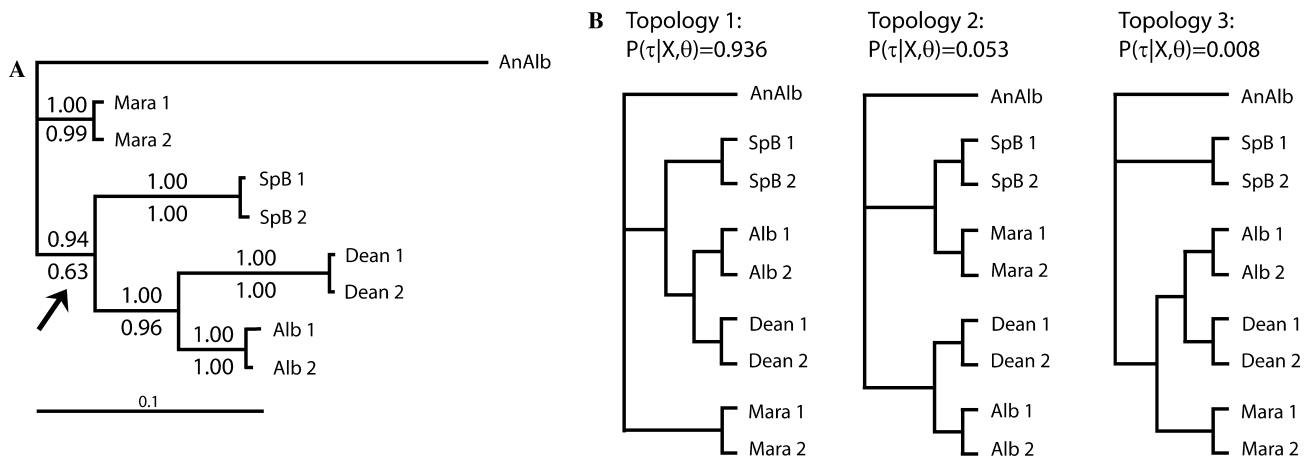 A
AnAlb
1.00
Mara 1
0.99
Mara 2
1.00
SpB 1
1.00
SpB 2
0.94
0.63
1.00
Dean 1
1.00
Dean 2
1.00
0.96
1.00
Alb 1
1.00
Alb 2
0.1
B
Topology 1:
P(τ|X,θ)=0.936
AnAlb
SpB 1
SpB 2
Alb 1
Alb 2
Dean 1
Dean 2
Mara 1
Mara 2
Topology 2:
P(τ|X,θ)=0.053
AnAlb
SpB 1
SpB 2
Mara 1
Mara 2
Dean 1
Dean 2
Alb 1
Alb 2
Topology 3:
P(τ|X,θ)=0.008
AnAlb
SpB 1
SpB 2
Alb 1
Alb 2
Dean 1
Dean 2
Mara 1
Mara 2